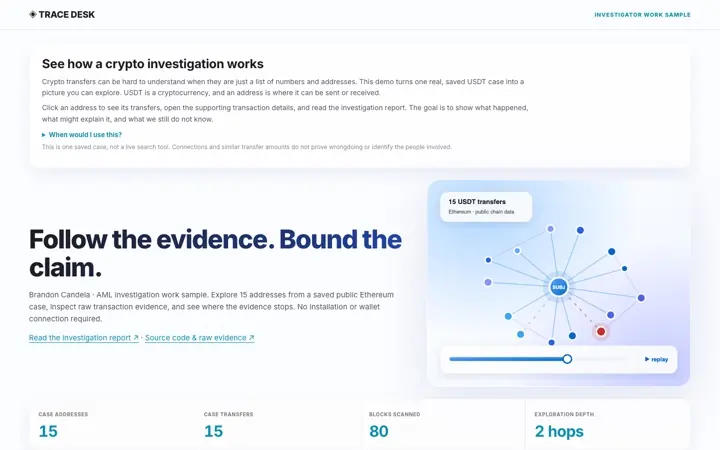 TRACE DESK
INVESTIGATOR WORK SAMPLE
See how a crypto investigation works
Crypto transfers can be hard to understand when they are just a list of numbers and addresses. This demo turns one real, saved USDT case into a
picture you can explore. USDT is a cryptocurrency, and an address is where it can be sent or received.
Click an address to see its transfers, open the supporting transaction details, and read the investigation report. The goal is to show what happened,
what might explain it, and what we still do not know.
▶ When would I use this?
This is one saved case, not a live search tool. Connections and similar transfer amounts do not prove wrongdoing or identify the people involved.
15 USDT transfers
Ethereum · public chain data
SUBJ
▶ replay
Follow the evidence. Bound the
claim.
Brandon Candela · AML investigation work sample. Explore 15 addresses from a saved public Ethereum
case, inspect raw transaction evidence, and see where the evidence stops. No installation or wallet
connection required.
Read the investigation report ↗ · Source code & raw evidence ↗
CASE ADDRESSES
15
CASE TRANSFERS
15
BLOCKS SCANNED
80
EXPLORATION DEPTH
2 hops